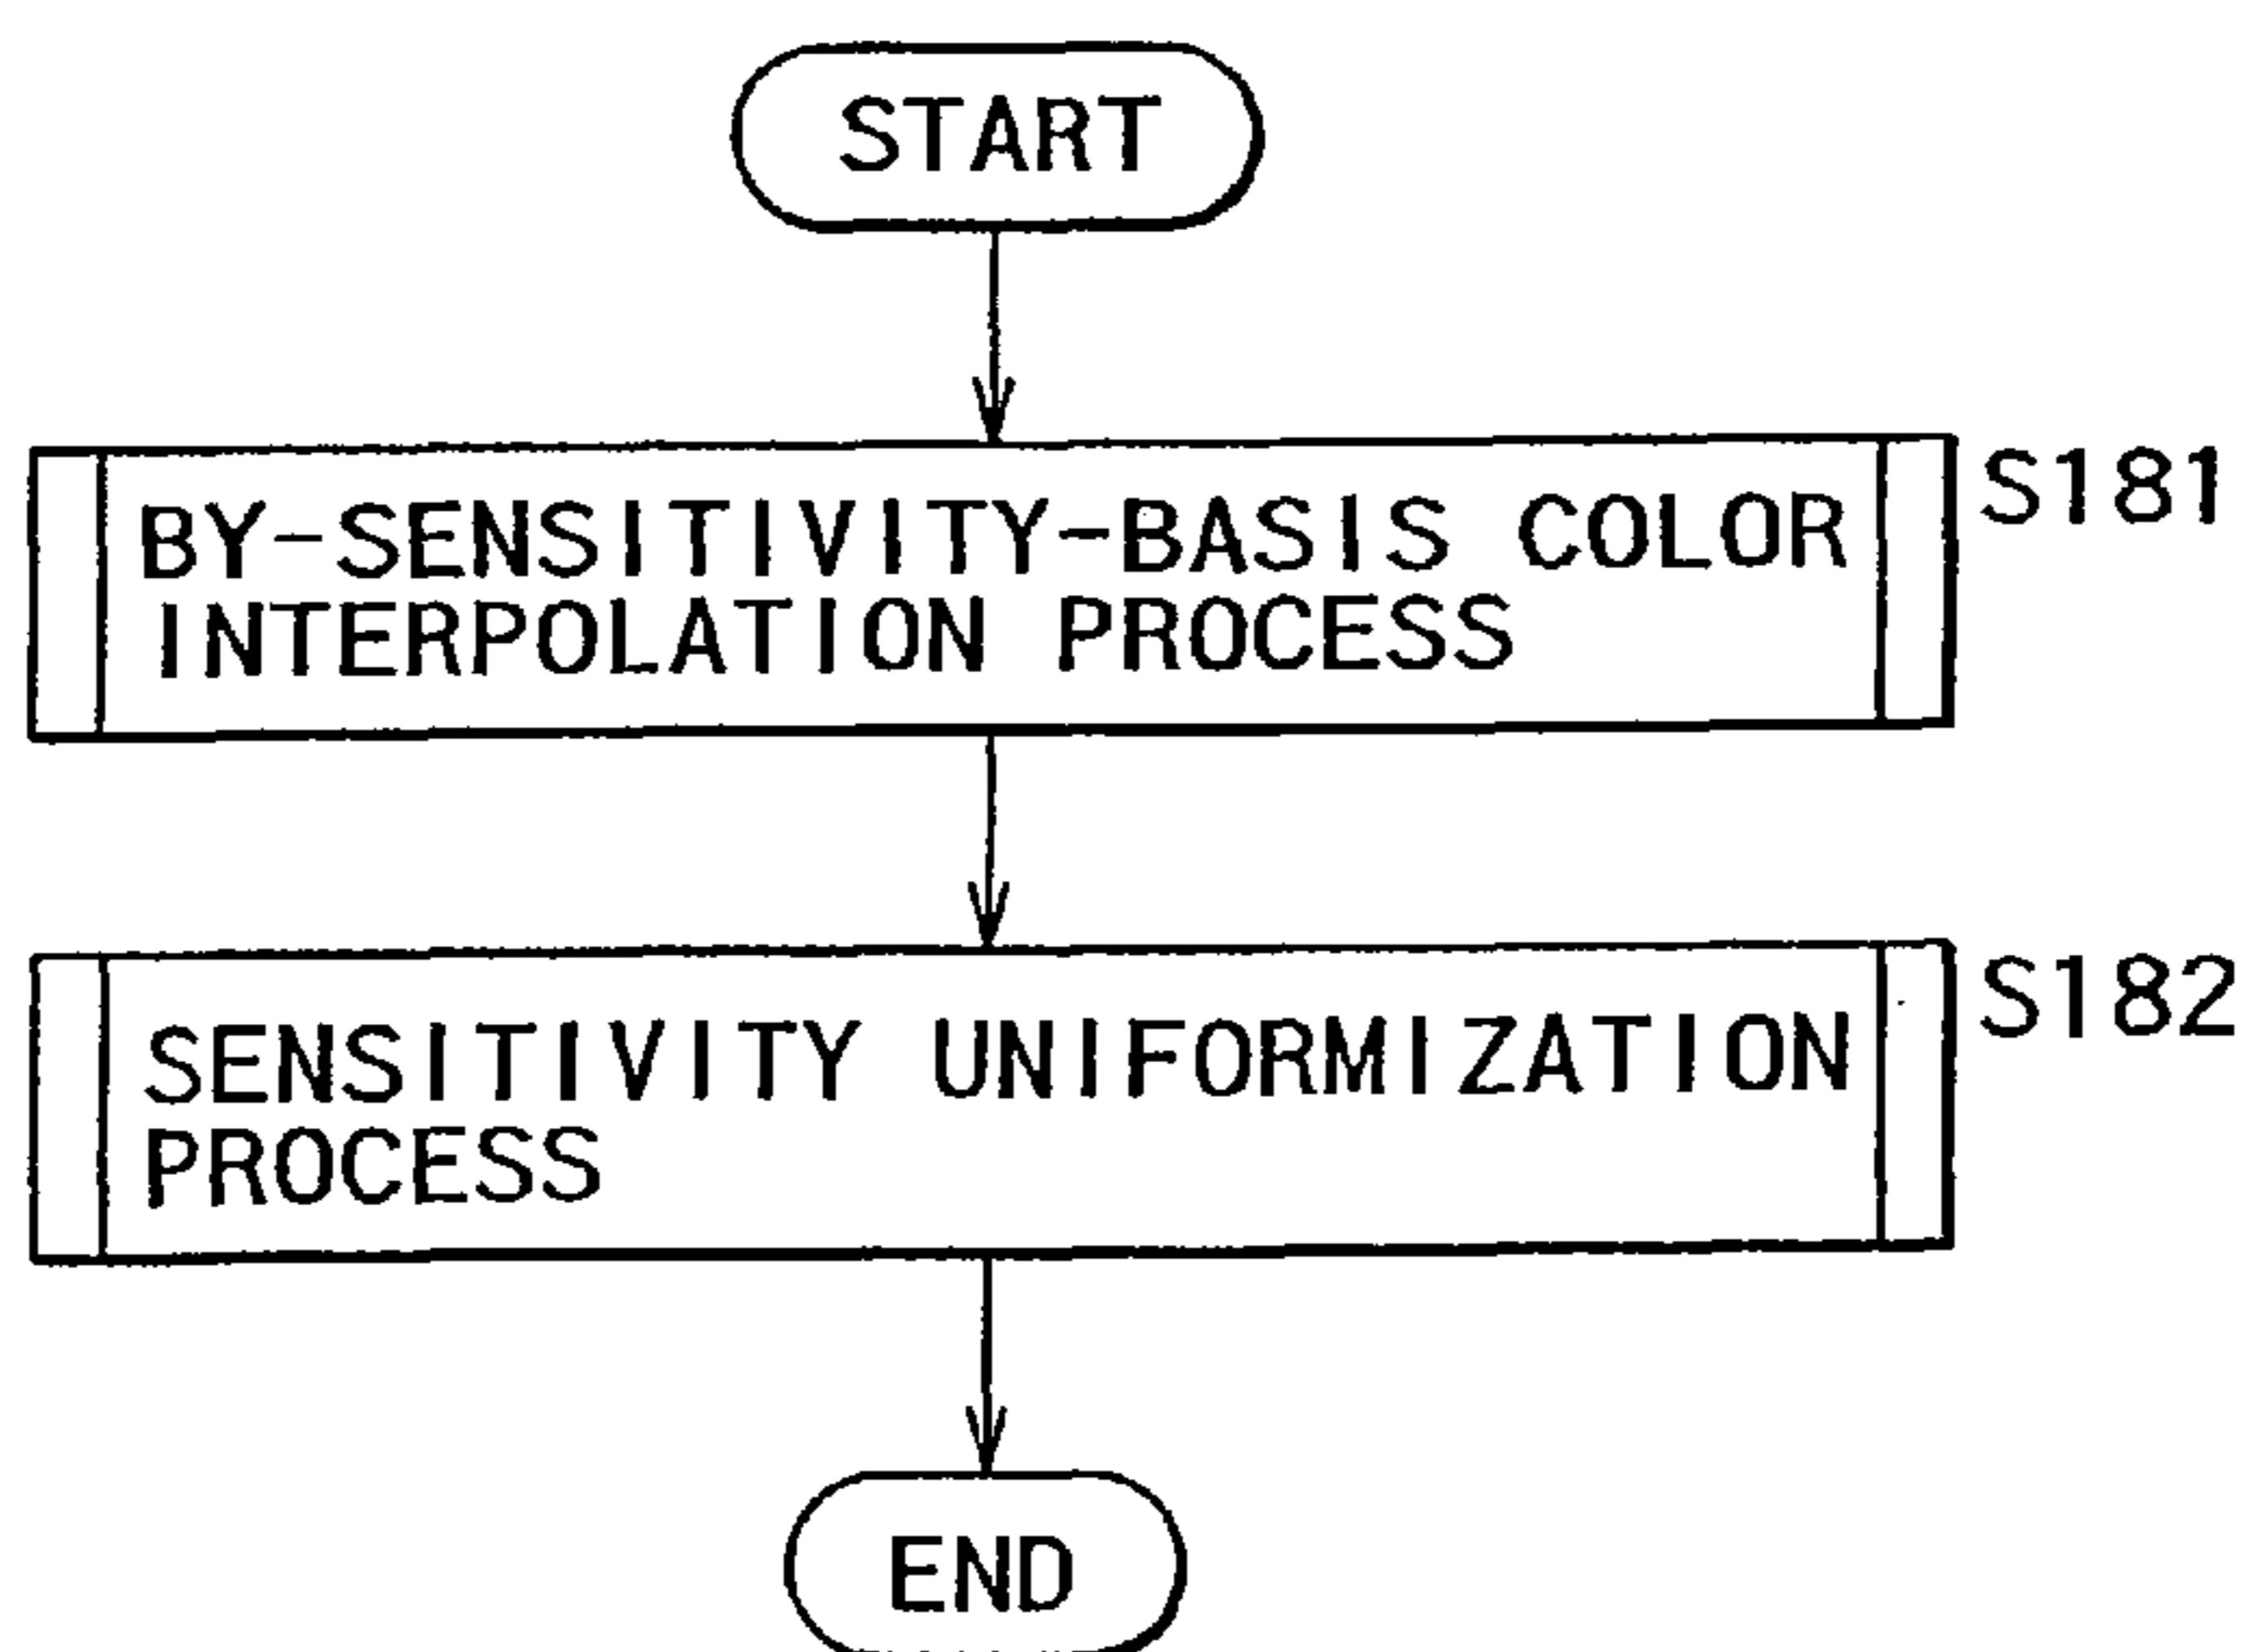 START
BY-SENSITIVITY-BASIS COLOR
INTERPOLATION PROCESS
S181
SENSITIVITY UNIFORMIZATION
PROCESS
S182
END